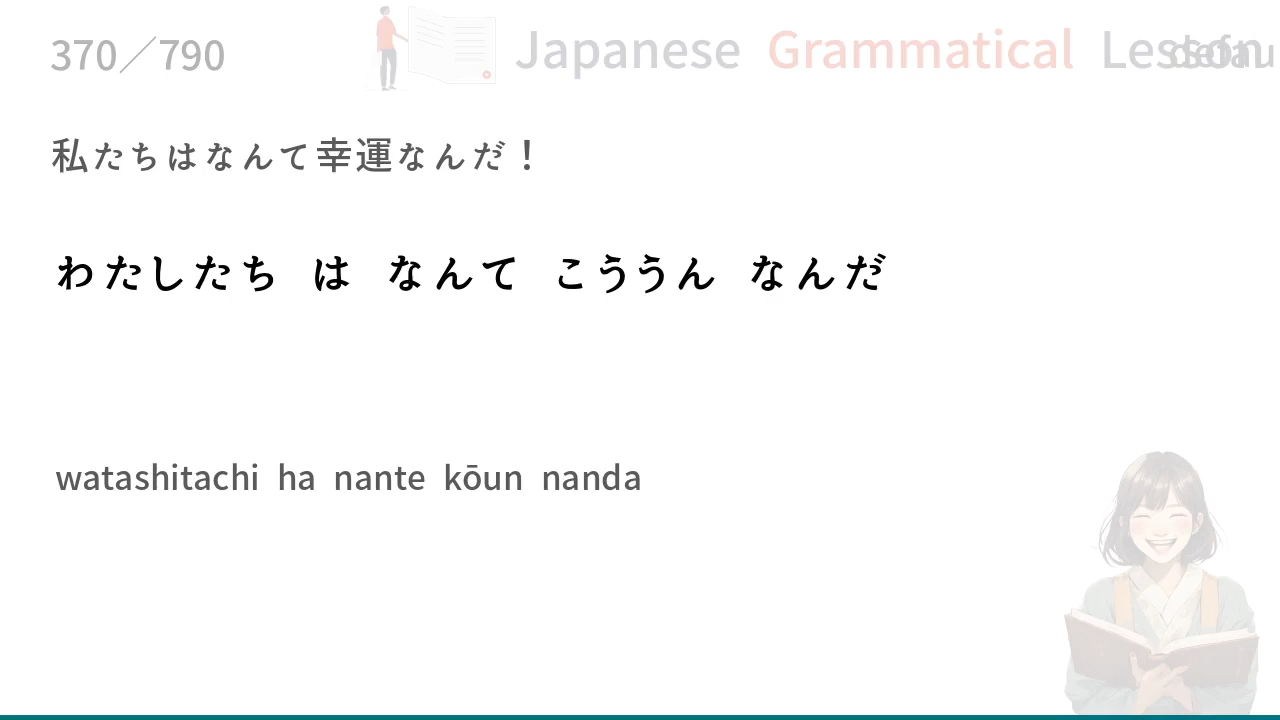 370／790
Japanese Grammatical Lesson
defau
私たちはなんて幸運なんだ！
わたしたち は なんて こううん なんだ
watashitachi ha nante kōun nanda